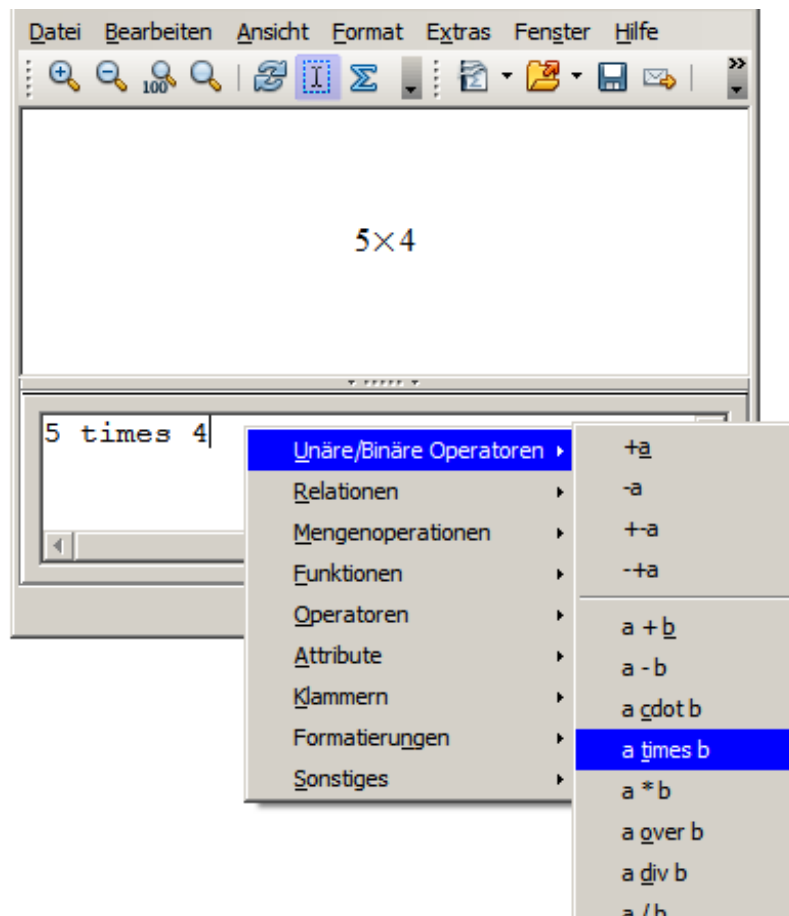 Datei Bearbeiten Ansicht Format Extras Fenster Hilfe
100
5×4
5 times 4
Unäre/Binäre Operatoren
Relationen
Mengenoperationen
Funktionen
Operatoren
Attribute
Klammern
Formatierungen
Sonstiges
+a
-a
+-a
-+a
a + b
a - b
a cdot b
a times b
a * b
a over b
a div b
a / b